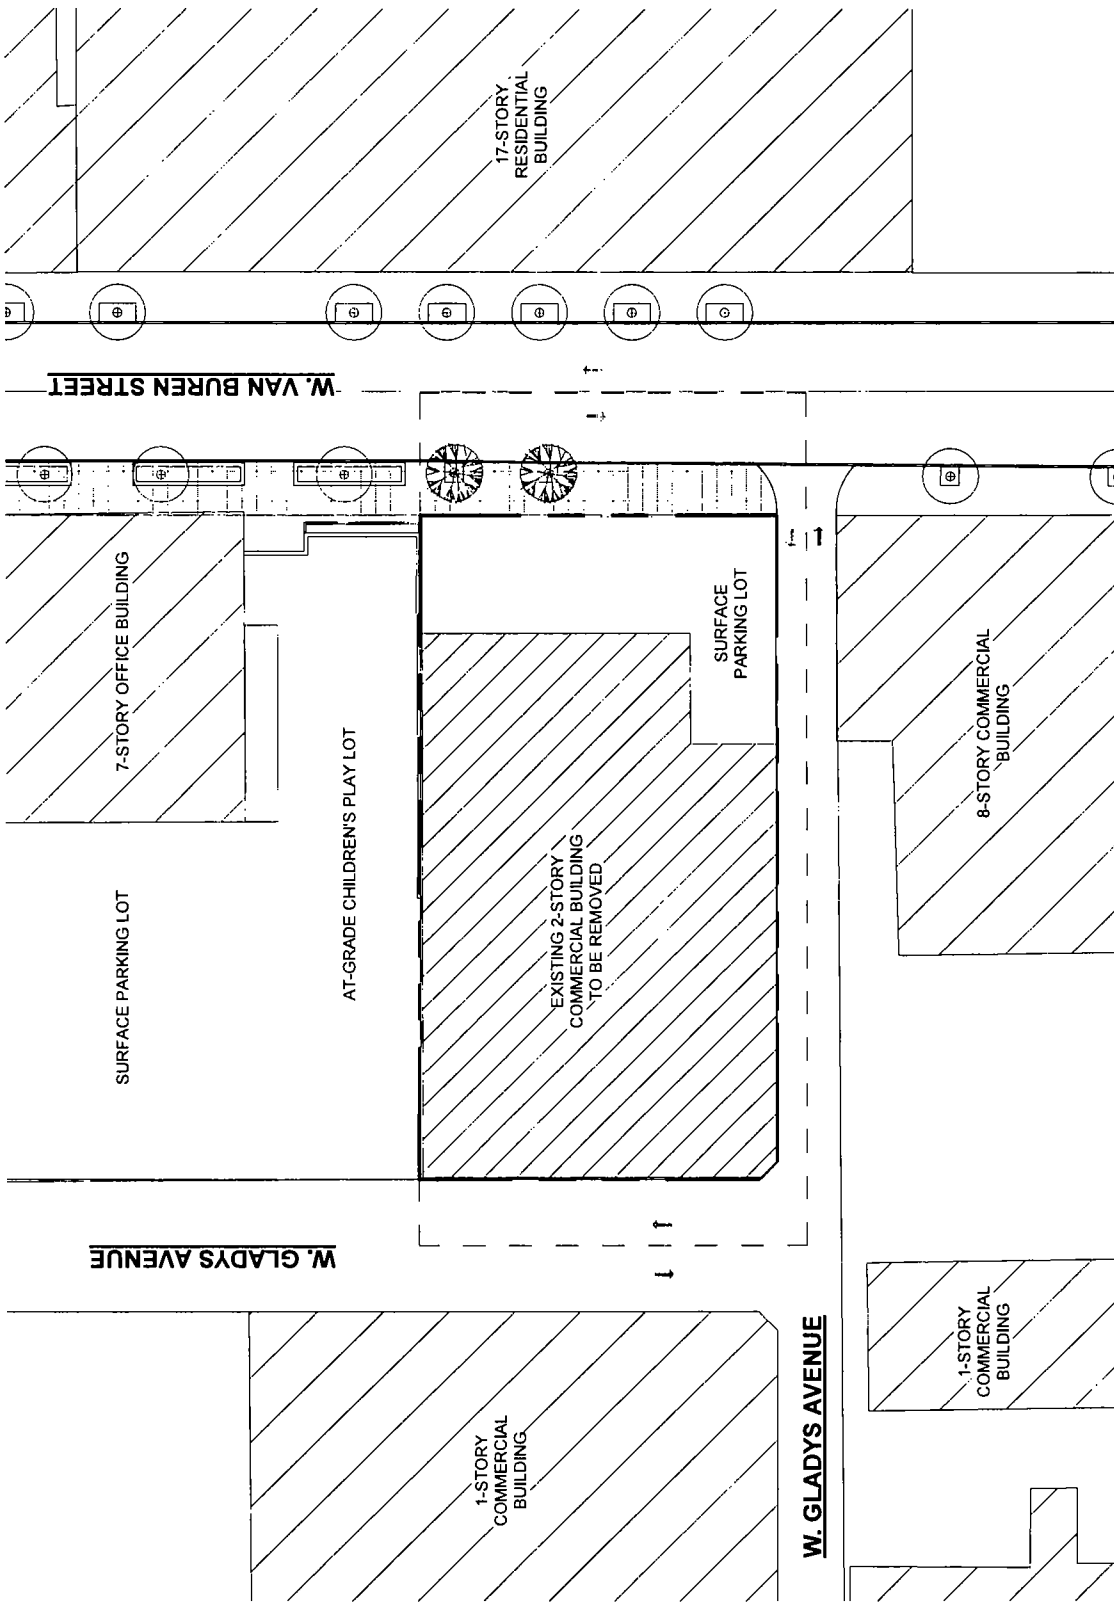 17-STORY
RESIDENTIAL
BUILDING
W. VAN BUREN STREET
7-STORY OFFICE BUILDING
SURFACE
PARKING LOT
8-STORY COMMERCIAL
BUILDING
AT-GRADE CHILDREN'S PLAY LOT
SURFACE PARKING LOT
EXISTING 2-STORY
COMMERCIAL BUILDING
TO BE REMOVED
W. GLADYS AVENUE
1-STORY
COMMERCIAL
BUILDING
W. GLADYS AVENUE
1-STORY
COMMERCIAL
BUILDING